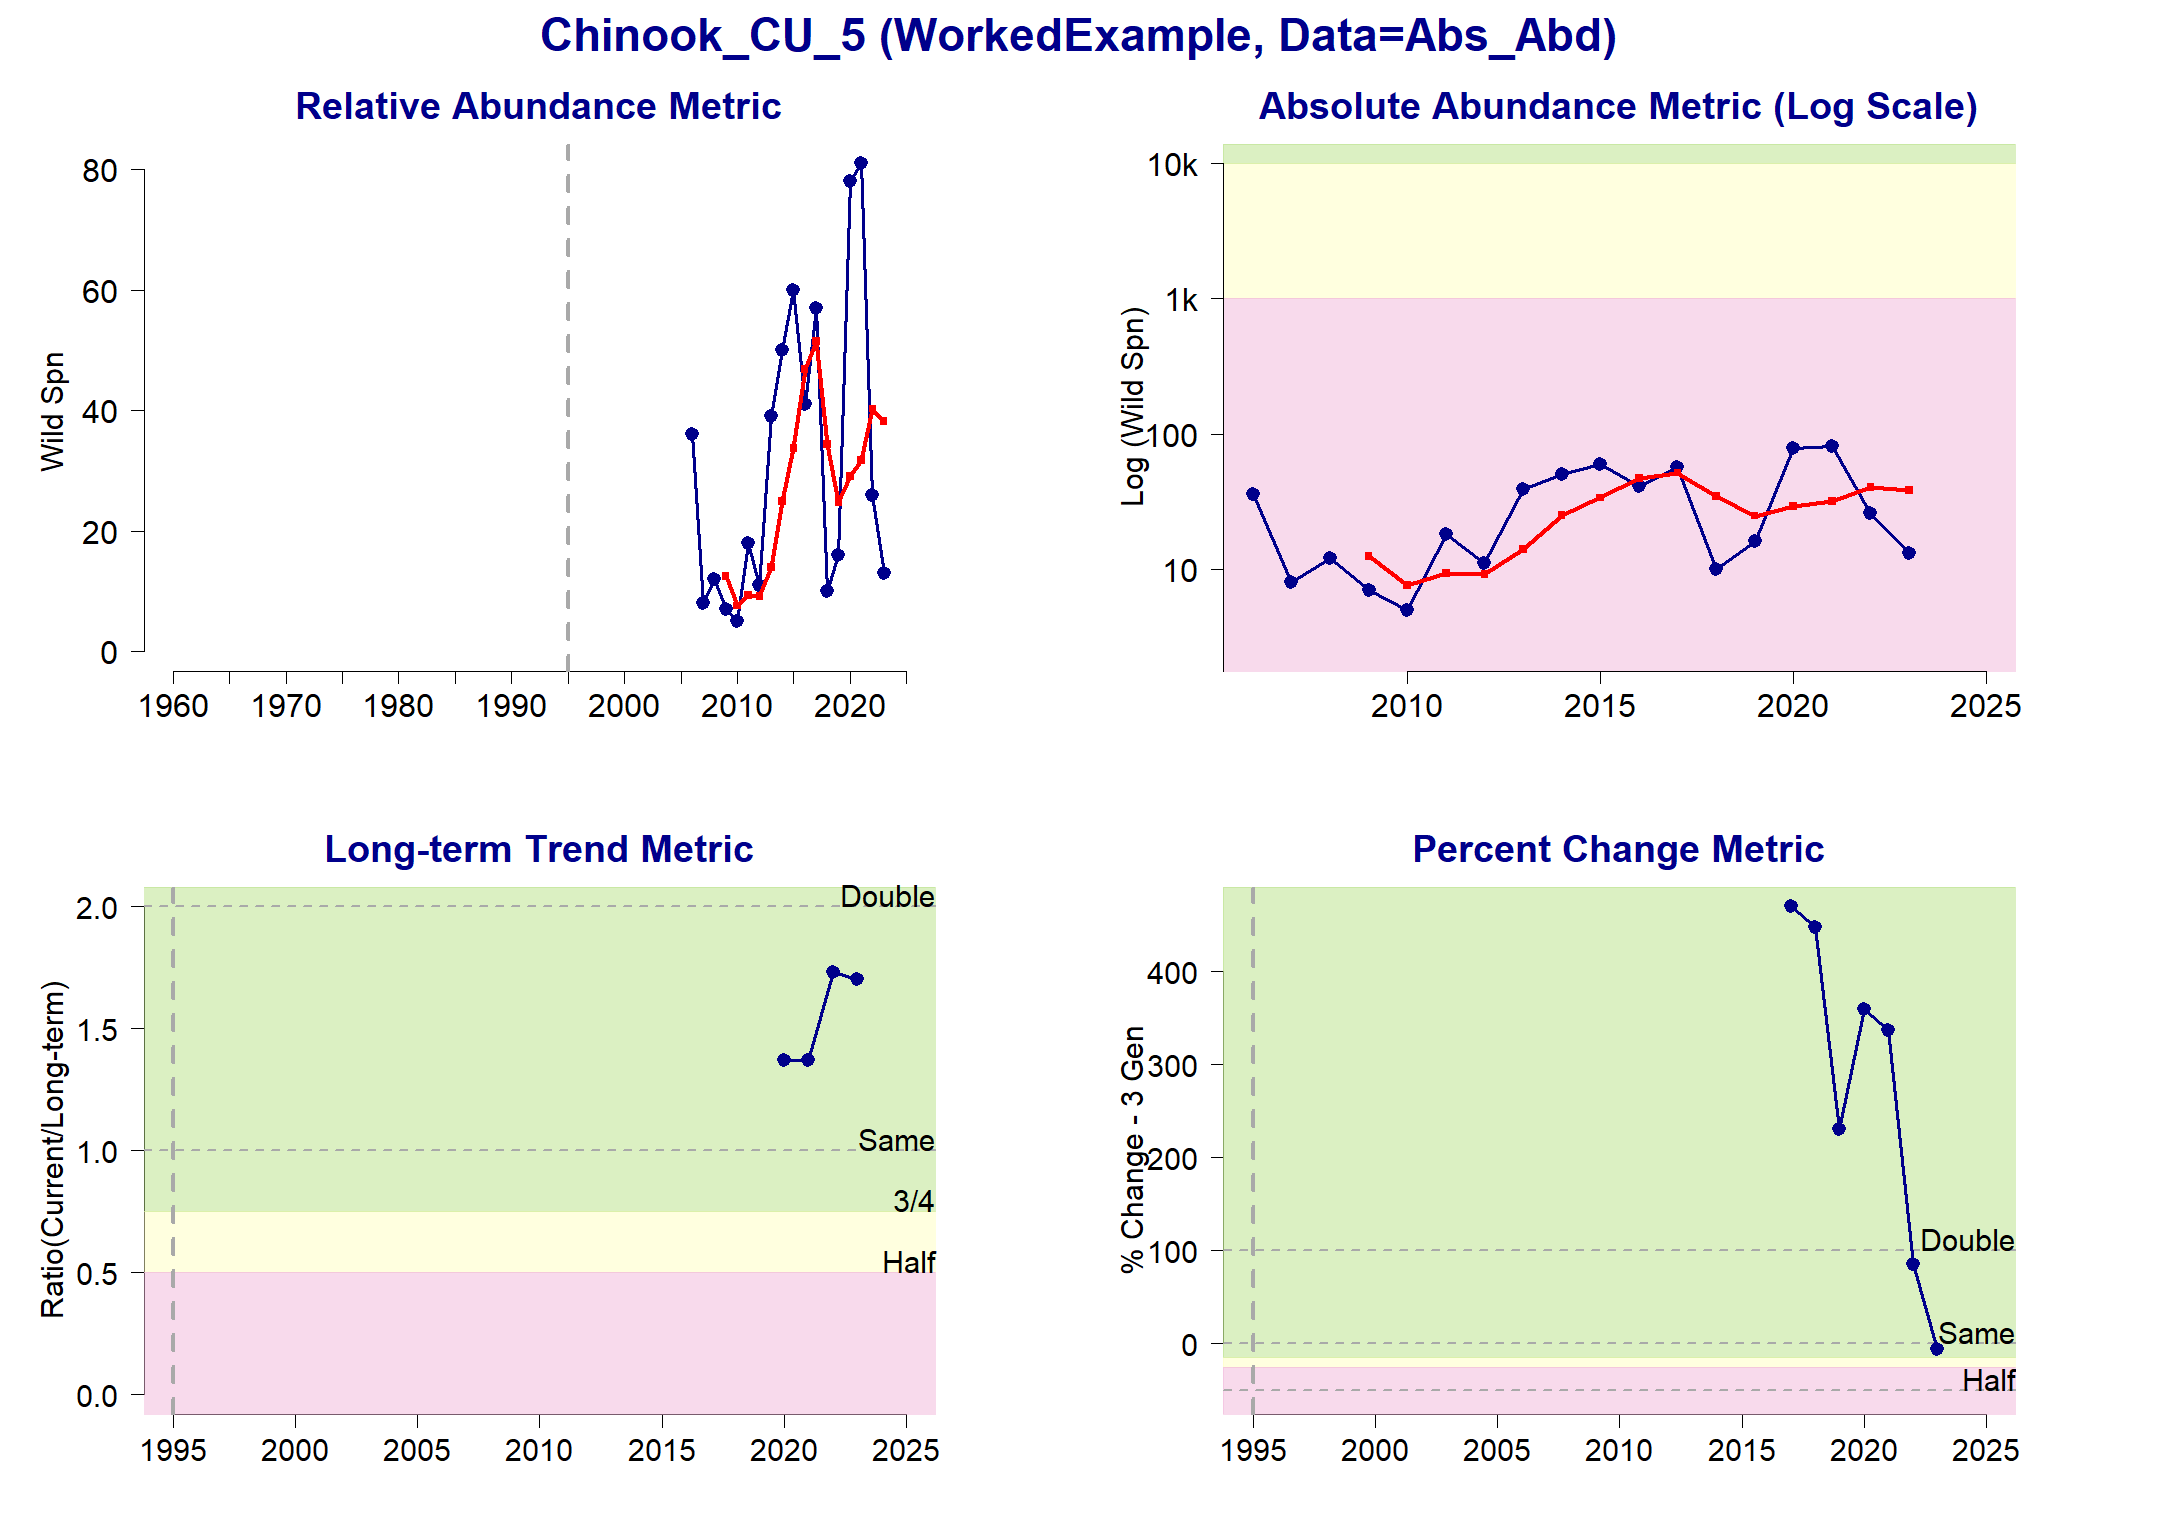 Chinook_CU_5 (WorkedExample, Data=Abs_Abd)
Relative Abundance Metric
Wild Spn
80
60
40
20
0
1960 1970 1980 1990 2000 2010 2020
Absolute Abundance Metric (Log Scale)
Log (Wild Spn)
10k
1k
100
10
2010 2015 2020 2025
Long-term Trend Metric
Ratio(Current/Long-term)
2.0
1.5
1.0
0.5
0.0
Double
Same
3/4
Half
1995 2000 2005 2010 2015 2020 2025
Percent Change Metric
% Change - 3 Gen
400
300
200
100
0
Double
Same
Half
1995 2000 2005 2010 2015 2020 2025